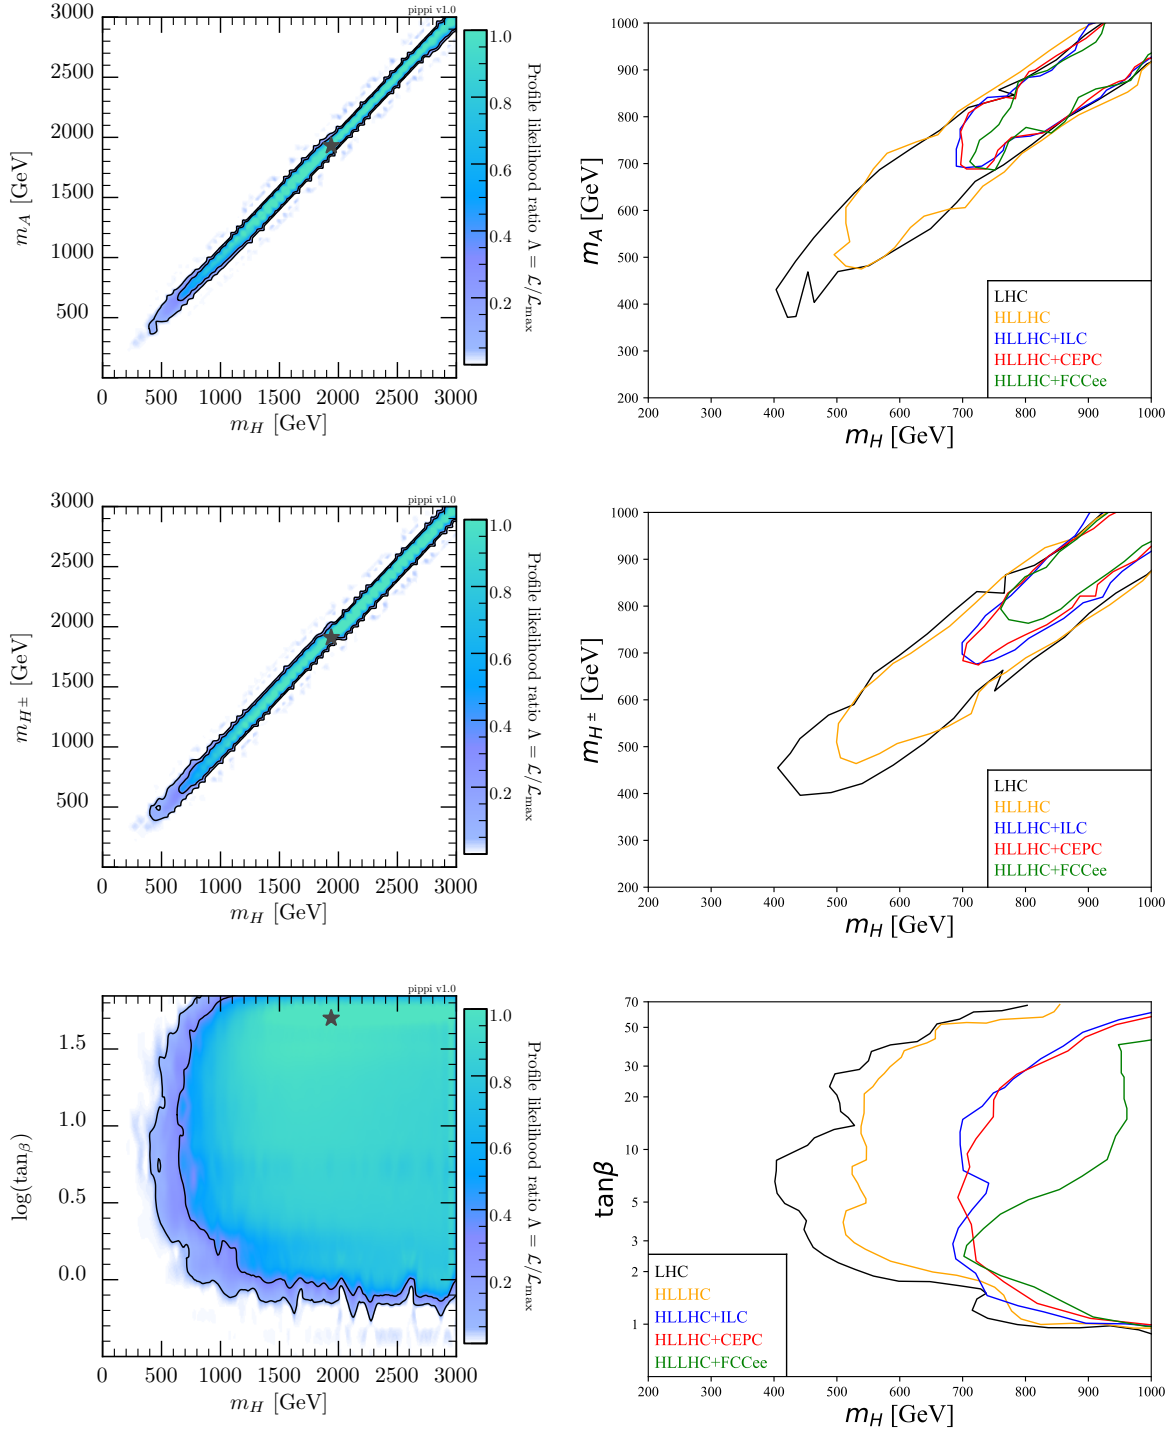 pippi v1.0
3000
2500
2000
1500
1000
500
m_A [GeV]
0 500 1000 1500 2000 2500 3000
m_H [GeV]
1.0
0.8
0.6
0.4
0.2
Profile likelihood ratio Λ = ℒ/ℒ_max
1000
900
800
700
600
500
400
300
200
m_A [GeV]
LHC
HLLHC
HLLHC+ILC
HLLHC+CEPC
HLLHC+FCCee
200 300 400 500 600 700 800 900 1000
m_H [GeV]
pippi v1.0
3000
2500
2000
1500
1000
500
m_H± [GeV]
0 500 1000 1500 2000 2500 3000
m_H [GeV]
1.0
0.8
0.6
0.4
0.2
Profile likelihood ratio Λ = ℒ/ℒ_max
1000
900
800
700
600
500
400
300
200
m_H± [GeV]
LHC
HLLHC
HLLHC+ILC
HLLHC+CEPC
HLLHC+FCCee
200 300 400 500 600 700 800 900 1000
m_H [GeV]
pippi v1.0
1.5
1.0
0.5
0.0
log(tan_β)
0 500 1000 1500 2000 2500 3000
m_H [GeV]
1.0
0.8
0.6
0.4
0.2
Profile likelihood ratio Λ = ℒ/ℒ_max
70
50
30
20
10
5
3
2
1
tanβ
LHC
HLLHC
HLLHC+ILC
HLLHC+CEPC
HLLHC+FCCee
200 300 400 500 600 700 800 900 1000
m_H [GeV]